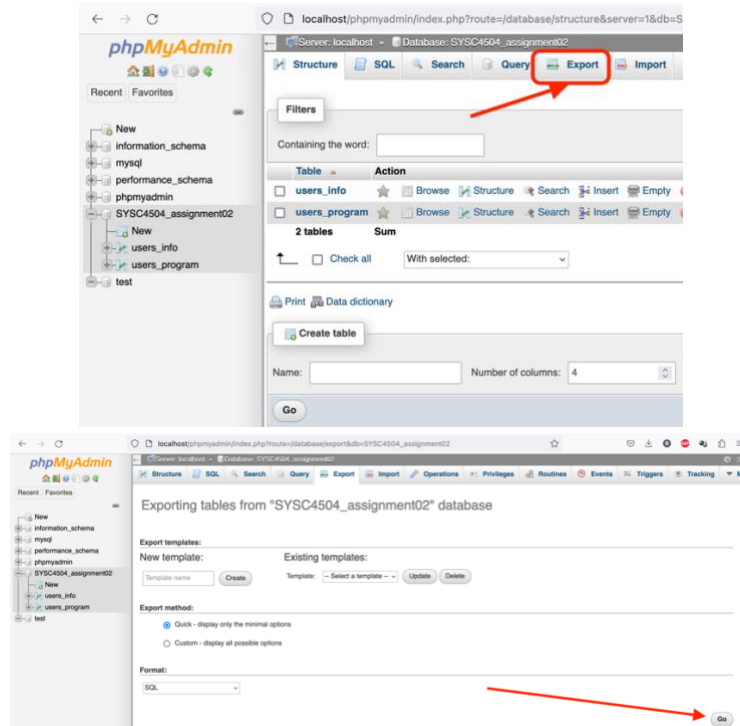 localhost/phpmyadmin/index.php?route=/database/structure&server=1&db=S
phpMyAdmin
Recent Favorites
New
information_schema
mysql
performance_schema
phpmyadmin
SYSC4504_assignment02
New
users_info
users_program
test
Server: localhost » Database: SYSC4504_assignment02
Structure SQL Search Query Export Import
Filters
Containing the word:
Table Action
users_info Browse Structure Search Insert Empty
users_program Browse Structure Search Insert Empty
2 tables Sum
Check all With selected:
Print Data dictionary
Create table
Name: Number of columns: 4
Go
localhost/phpmyadmin/index.php?route=/database/export&db=SYSC4504_assignment02
phpMyAdmin
Recent Favorites
New
information_schema
mysql
performance_schema
phpmyadmin
SYSC4504_assignment02
New
users_info
users_program
test
Server: localhost » Database: SYSC4504_assignment02
Structure SQL Search Query Export Import Operations Privileges Routines Events Triggers Tracking
Exporting tables from "SYSC4504_assignment02" database
Export templates:
New template: Existing templates:
Template name Create Template: -- Select a template -- Update Delete
Export method:
Quick - display only the minimal options
Custom - display all possible options
Format:
SQL
Go